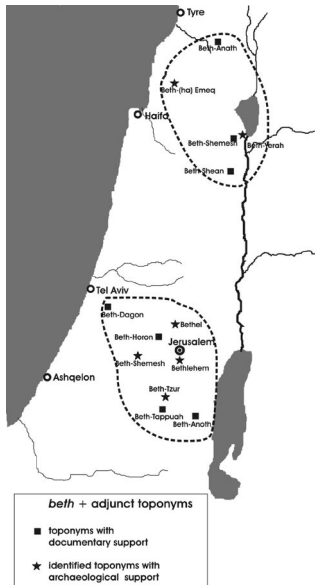 Tyre
Beth-Anath
Beth-(ha) Emeq
Haifa
Beth-Shemesh
Beth-Yerah
Beth-Shean
Tel Aviv
Beth-Dagon
Bethel
Beth-Horon
Jerusalem
Beth-Shemesh
Bethlehem
Ashqelon
Beth-Tzur
Beth-Tappuah
Beth-Anoth
beth + adjunct toponyms
toponyms with
documentary support
identified toponyms with
archaeological support